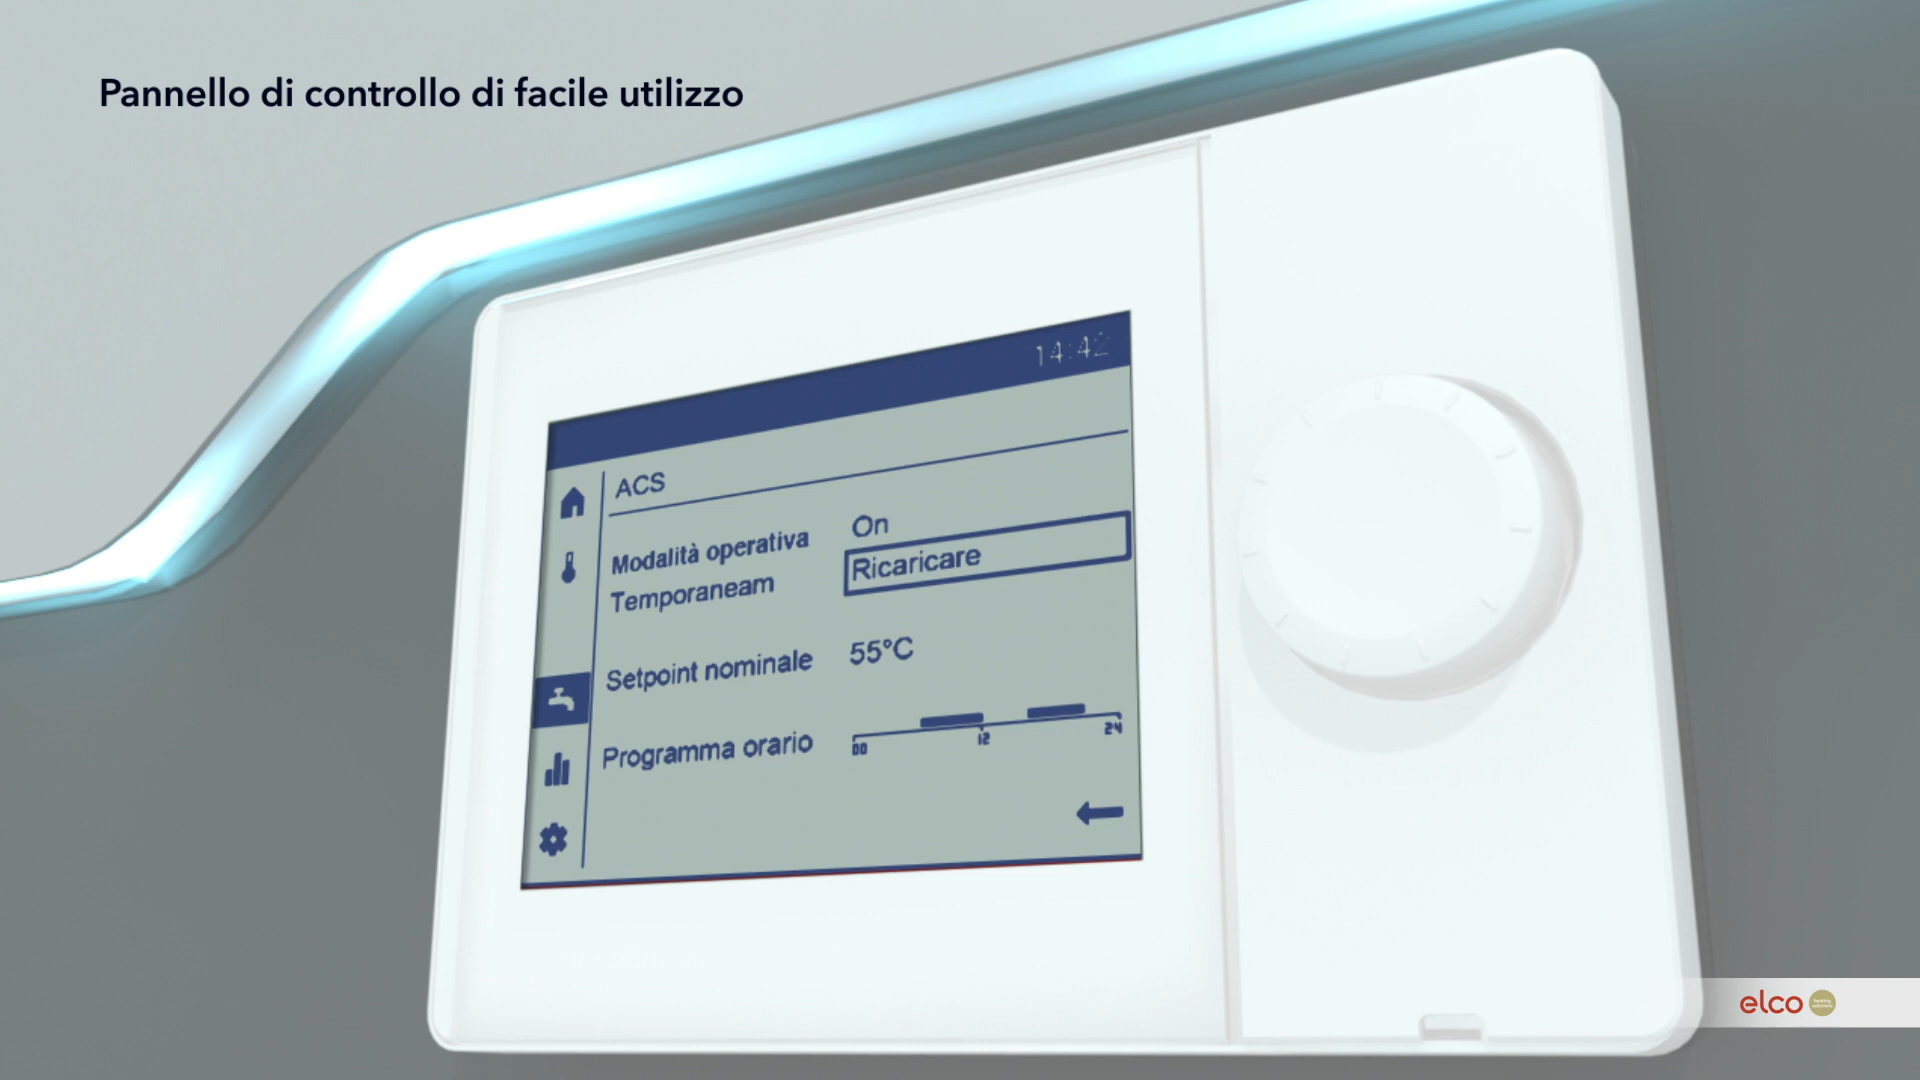 Pannello di controllo di facile utilizzo
14:42
ACS
Modalità operativa On
Temporaneam Ricaricare
Setpoint nominale 55°C
Programma orario
00 12 24
elco